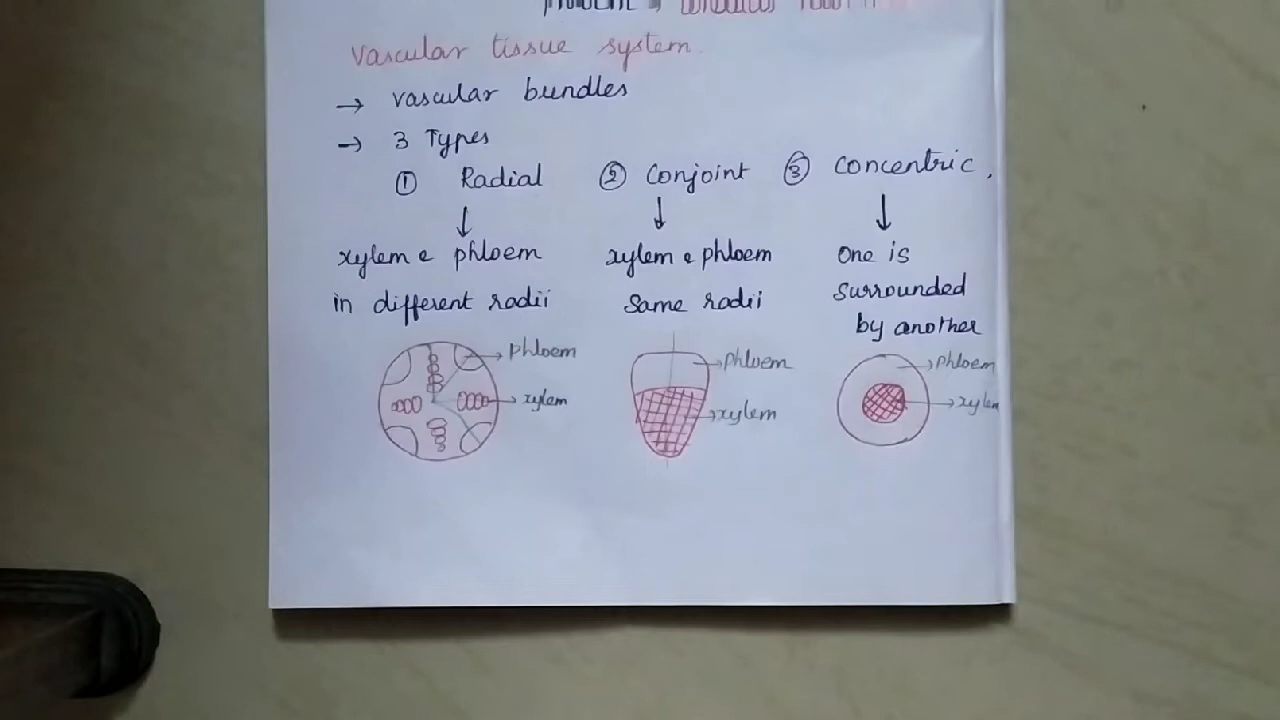 vascular tissue system.
→ vascular bundles
→ 3 Types
① Radial ② Conjoint ③ Concentric.
↓ ↓ ↓
xylem & phloem xylem & phloem One is
in different radii same radii surrounded
by another
phloem phloem phloem
xylem xylem xylem